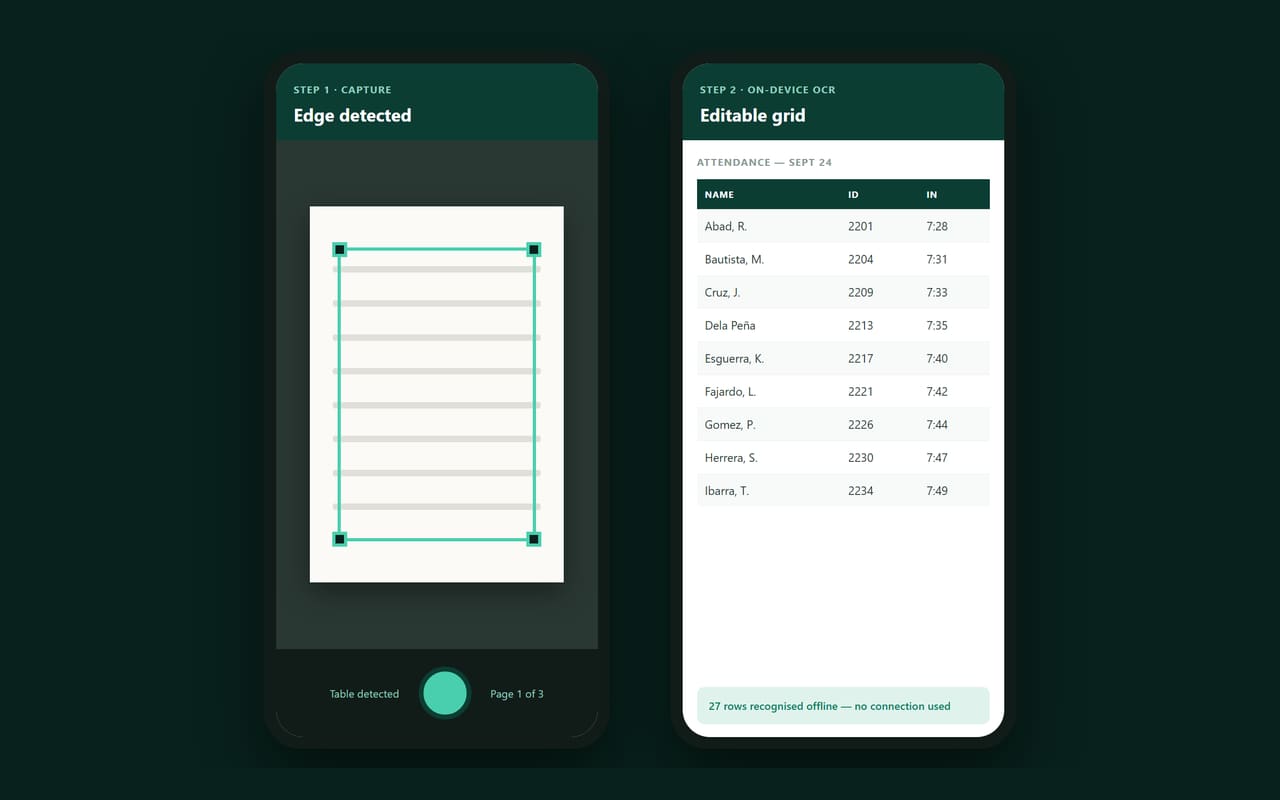 STEP 1 · CAPTURE
Edge detected
Table detected
Page 1 of 3
STEP 2 · ON-DEVICE OCR
Editable grid
ATTENDANCE — SEPT 24
NAME ID IN
Abad, R. 2201 7:28
Bautista, M. 2204 7:31
Cruz, J. 2209 7:33
Dela Peña 2213 7:35
Esguerra, K. 2217 7:40
Fajardo, L. 2221 7:42
Gomez, P. 2226 7:44
Herrera, S. 2230 7:47
Ibarra, T. 2234 7:49
27 rows recognised offline — no connection used